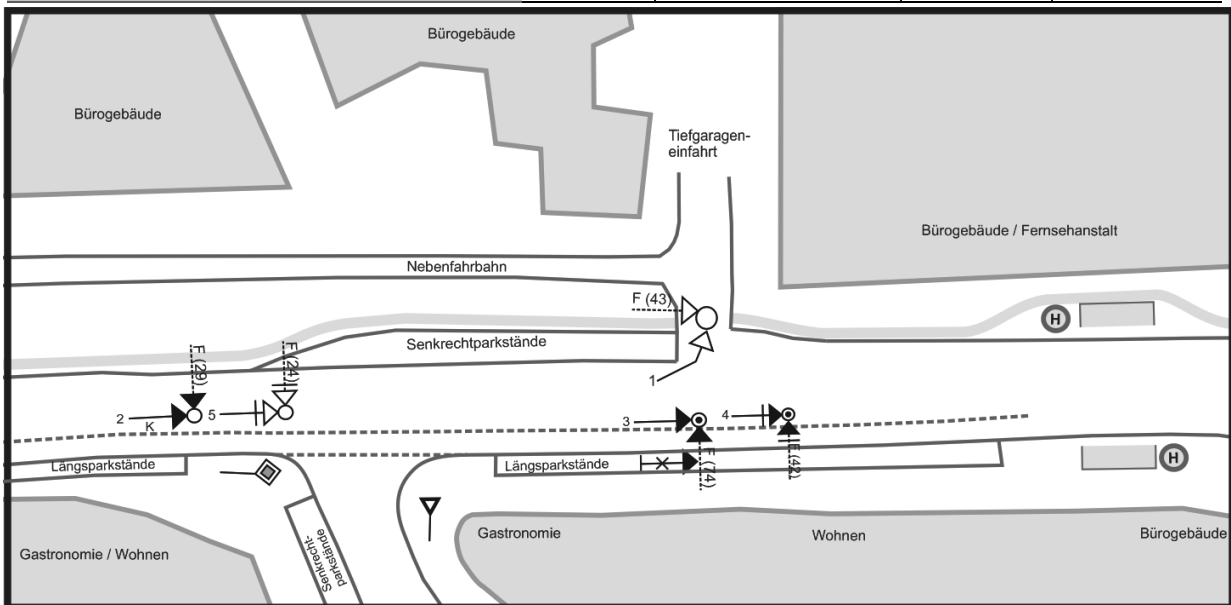 Bürogebäude
Bürogebäude
Tiefgaragen-
einfahrt
Bürogebäude / Fernsehanstalt
Nebenfahrbahn
F (43)
H
Senkrechtparkstände
F (29)
F (24)
1
2
K
5
3
4
Längsparkstände
Längsparkstände
F (74)
F (42)
H
Senkrecht-
parkstände
Gastronomie / Wohnen
Gastronomie
Wohnen
Bürogebäude